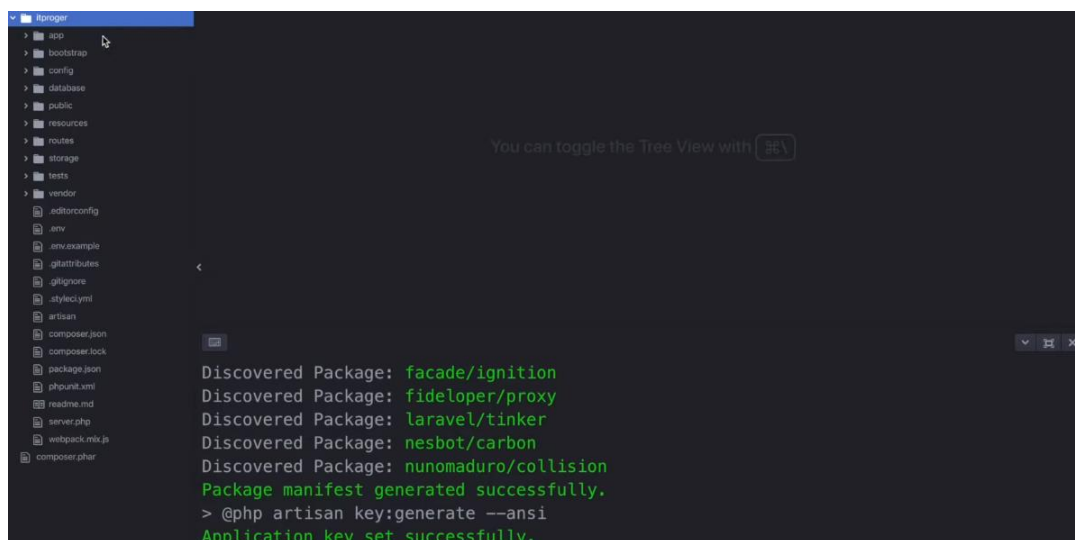 itproger
app
bootstrap
config
database
public
resources
routes
storage
tests
vendor
.editorconfig
.env
.env.example
.gitattributes
.gitignore
.styleci.yml
artisan
composer.json
composer.lock
package.json
phpunit.xml
readme.md
server.php
webpack.mix.js
composer.phar
You can toggle the Tree View with ⌘\
Discovered Package: facade/ignition
Discovered Package: fideloper/proxy
Discovered Package: laravel/tinker
Discovered Package: nesbot/carbon
Discovered Package: nunomaduro/collision
Package manifest generated successfully.
> @php artisan key:generate --ansi
Application key set successfully.